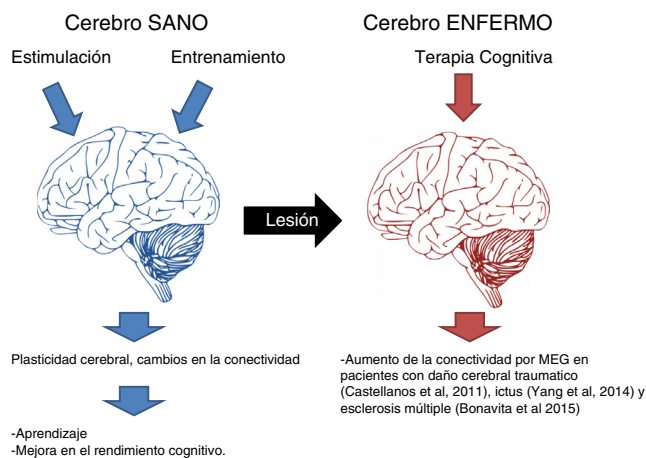 Cerebro SANO
Estimulación
Entrenamiento
Cerebro ENFERMO
Terapia Cognitiva
Lesión
Plasticidad cerebral, cambios en la conectividad
-Aprendizaje
-Mejora en el rendimiento cognitivo.
-Aumento de la conectividad por MEG en
pacientes con daño cerebral traumatico
(Castellanos et al, 2011), ictus (Yang et al, 2014) y
esclerosis múltiple (Bonavita et al 2015)